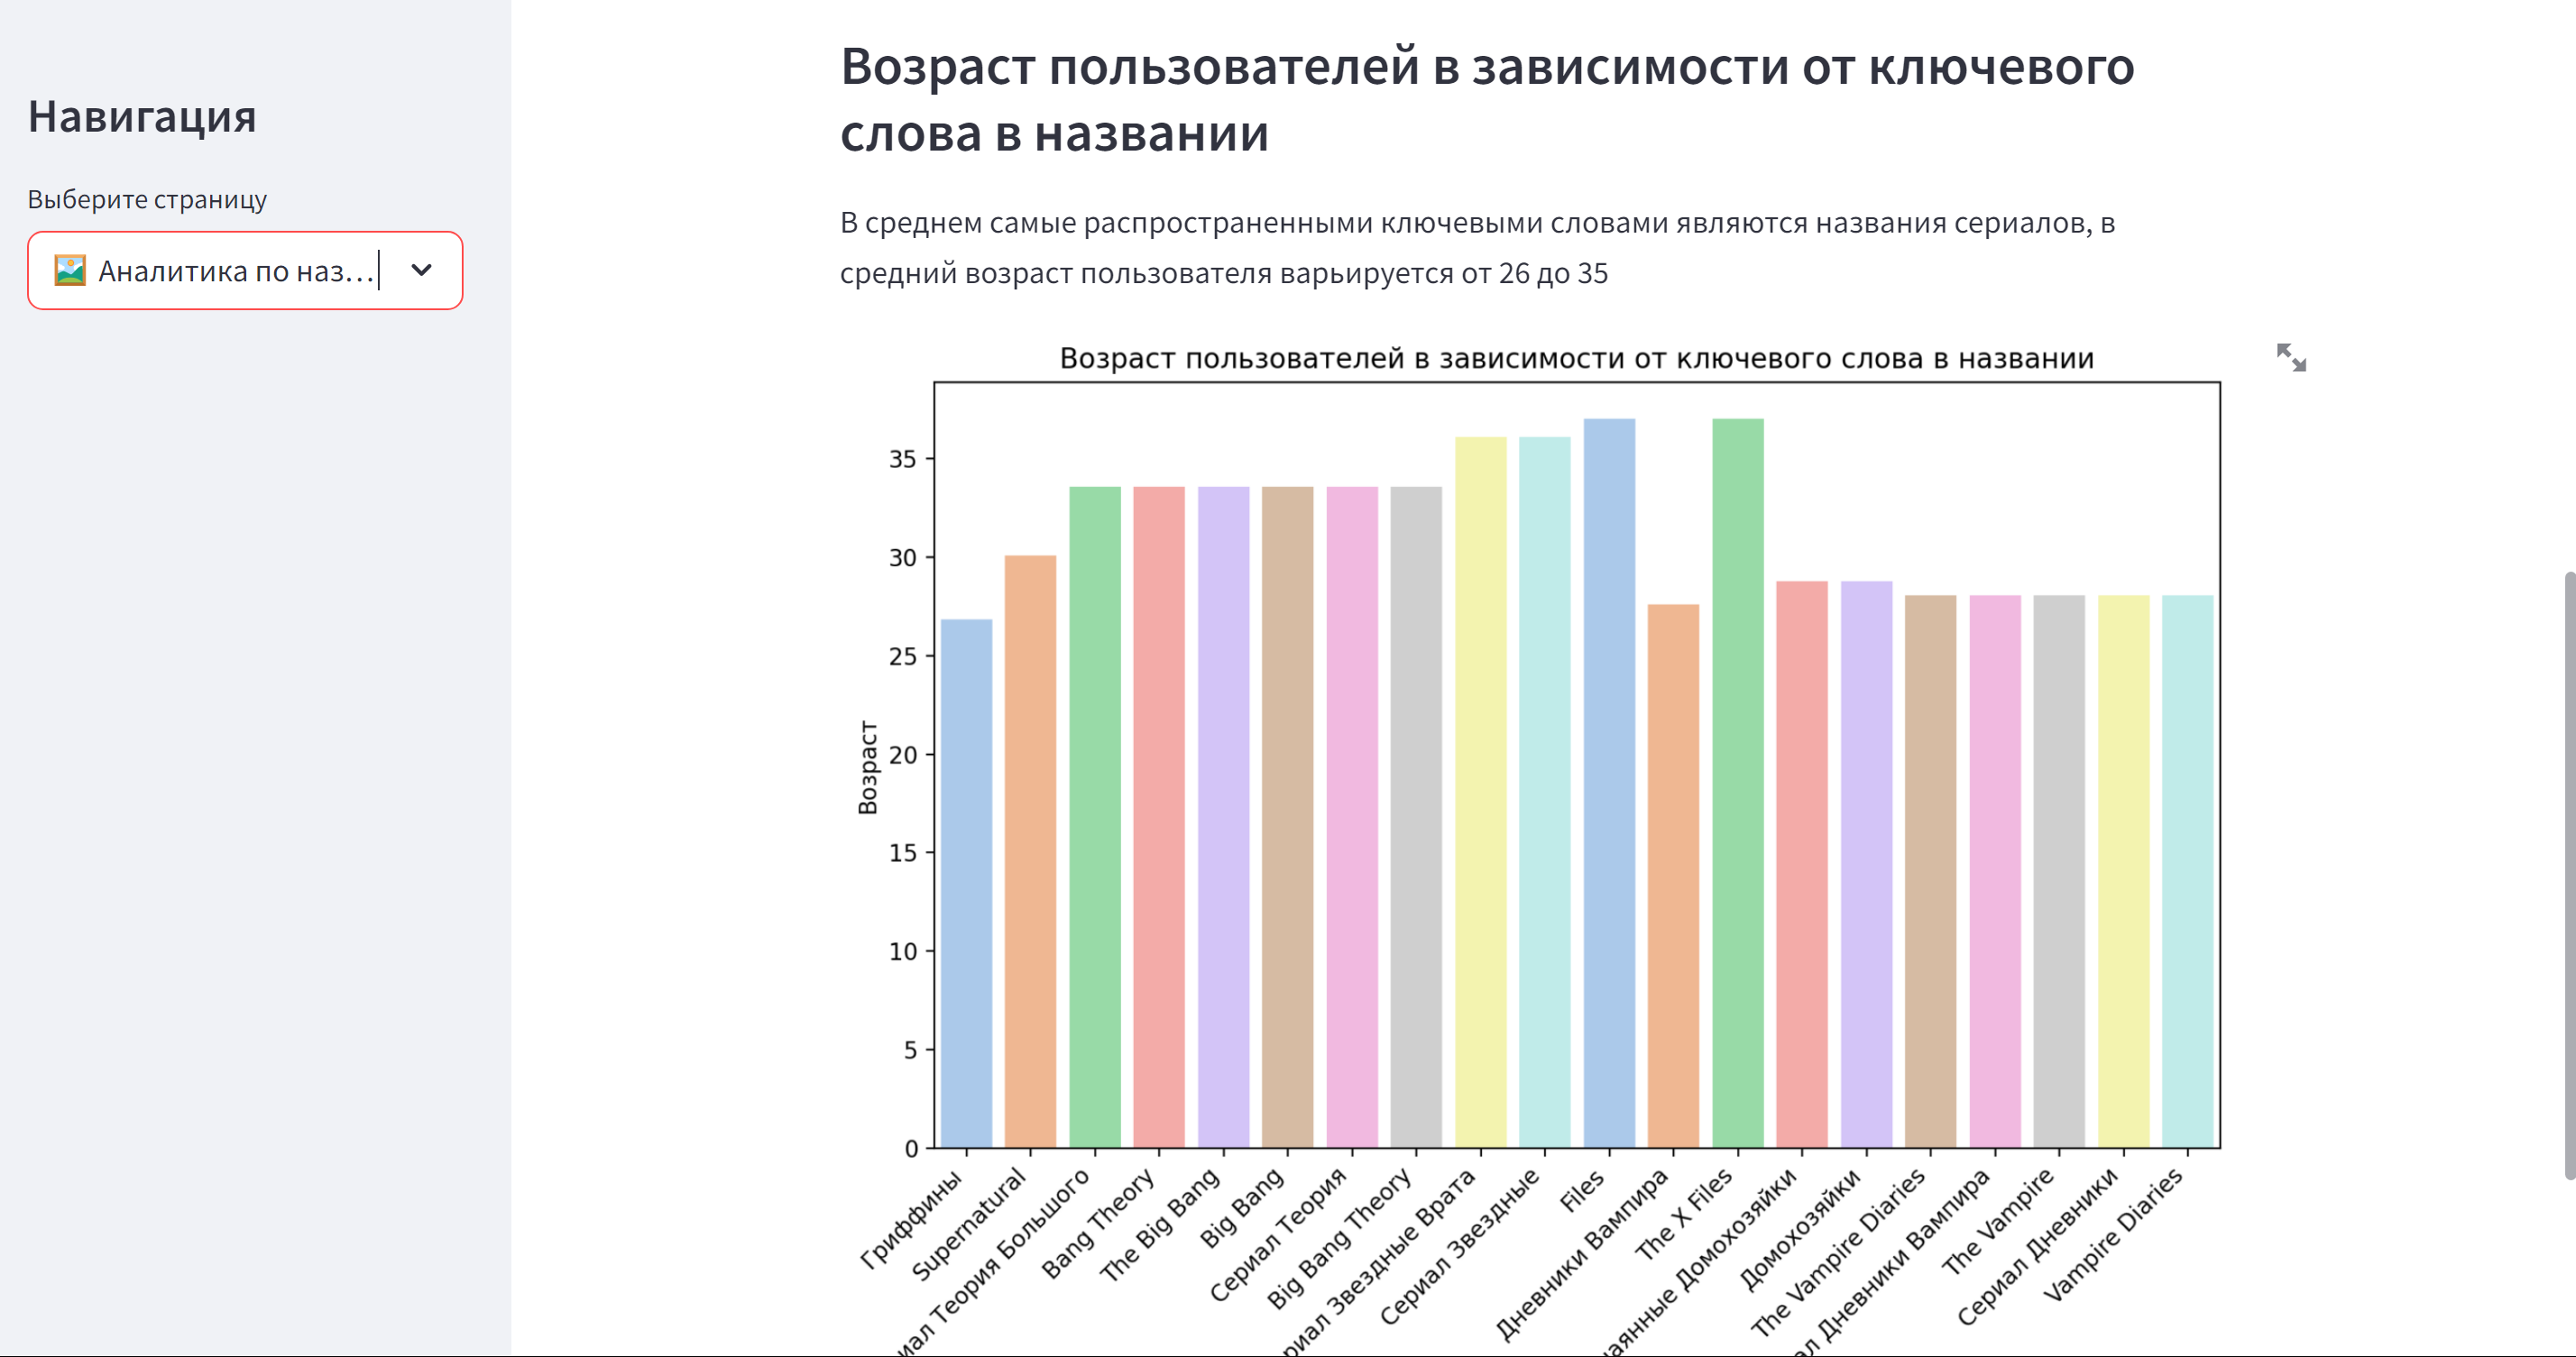 Навигация
Выберите страницу
Аналитика по наз...
Возраст пользователей в зависимости от ключевого
слова в названии
В среднем самые распространенными ключевыми словами являются названия сериалов, в
средний возраст пользователя варьируется от 26 до 35
Возраст пользователей в зависимости от ключевого слова в названии
Возраст
35
30
25
20
15
10
5
0
Гриффины
Supernatural
иал Теория Большого
Bang Theory
The Big Bang
Big Bang
Сериал Теория
Big Bang Theory
риал Звездные Врата
Сериал Звездные
Files
Дневники Вампира
The X Files
аянные Домохозяйки
Домохозяйки
The Vampire Diaries
ал Дневники Вампира
The Vampire
Сериал Дневники
Vampire Diaries